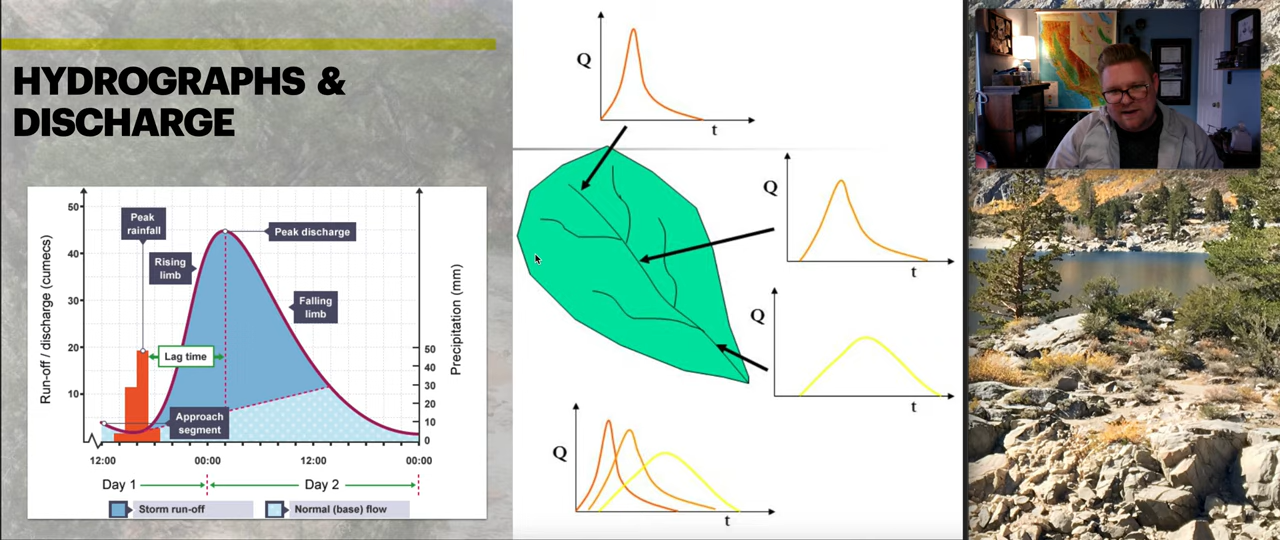 HYDROGRAPHS &
DISCHARGE
Run-off / discharge (cumecs)
50
40
30
20
10
Peak
rainfall
Rising
limb
Peak discharge
Falling
limb
Lag time
Approach
segment
Precipitation (mm)
50
40
30
20
10
0
12:00
00:00
12:00
00:00
Day 1
Day 2
Storm run-off
Normal (base) flow
Q
t
Q
t
Q
t
Q
t